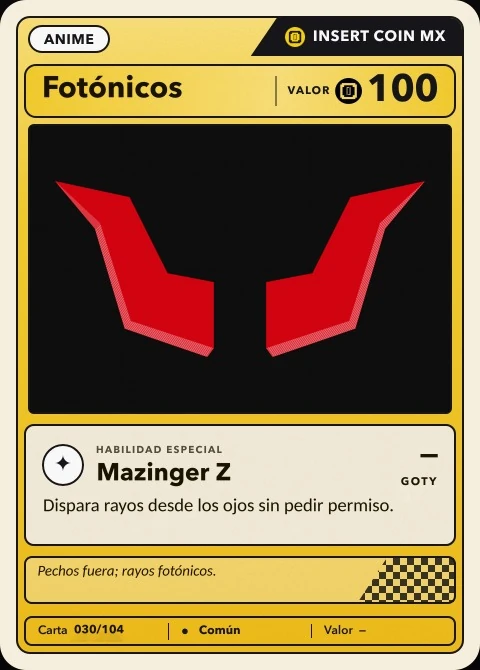 ANIME
INSERT COIN MX
Fotónicos
VALOR 100
HABILIDAD ESPECIAL
Mazinger Z
—
GOTY
Dispara rayos desde los ojos sin pedir permiso.
Pechos fuera; rayos fotónicos.
Carta 030/104 • Común Valor —